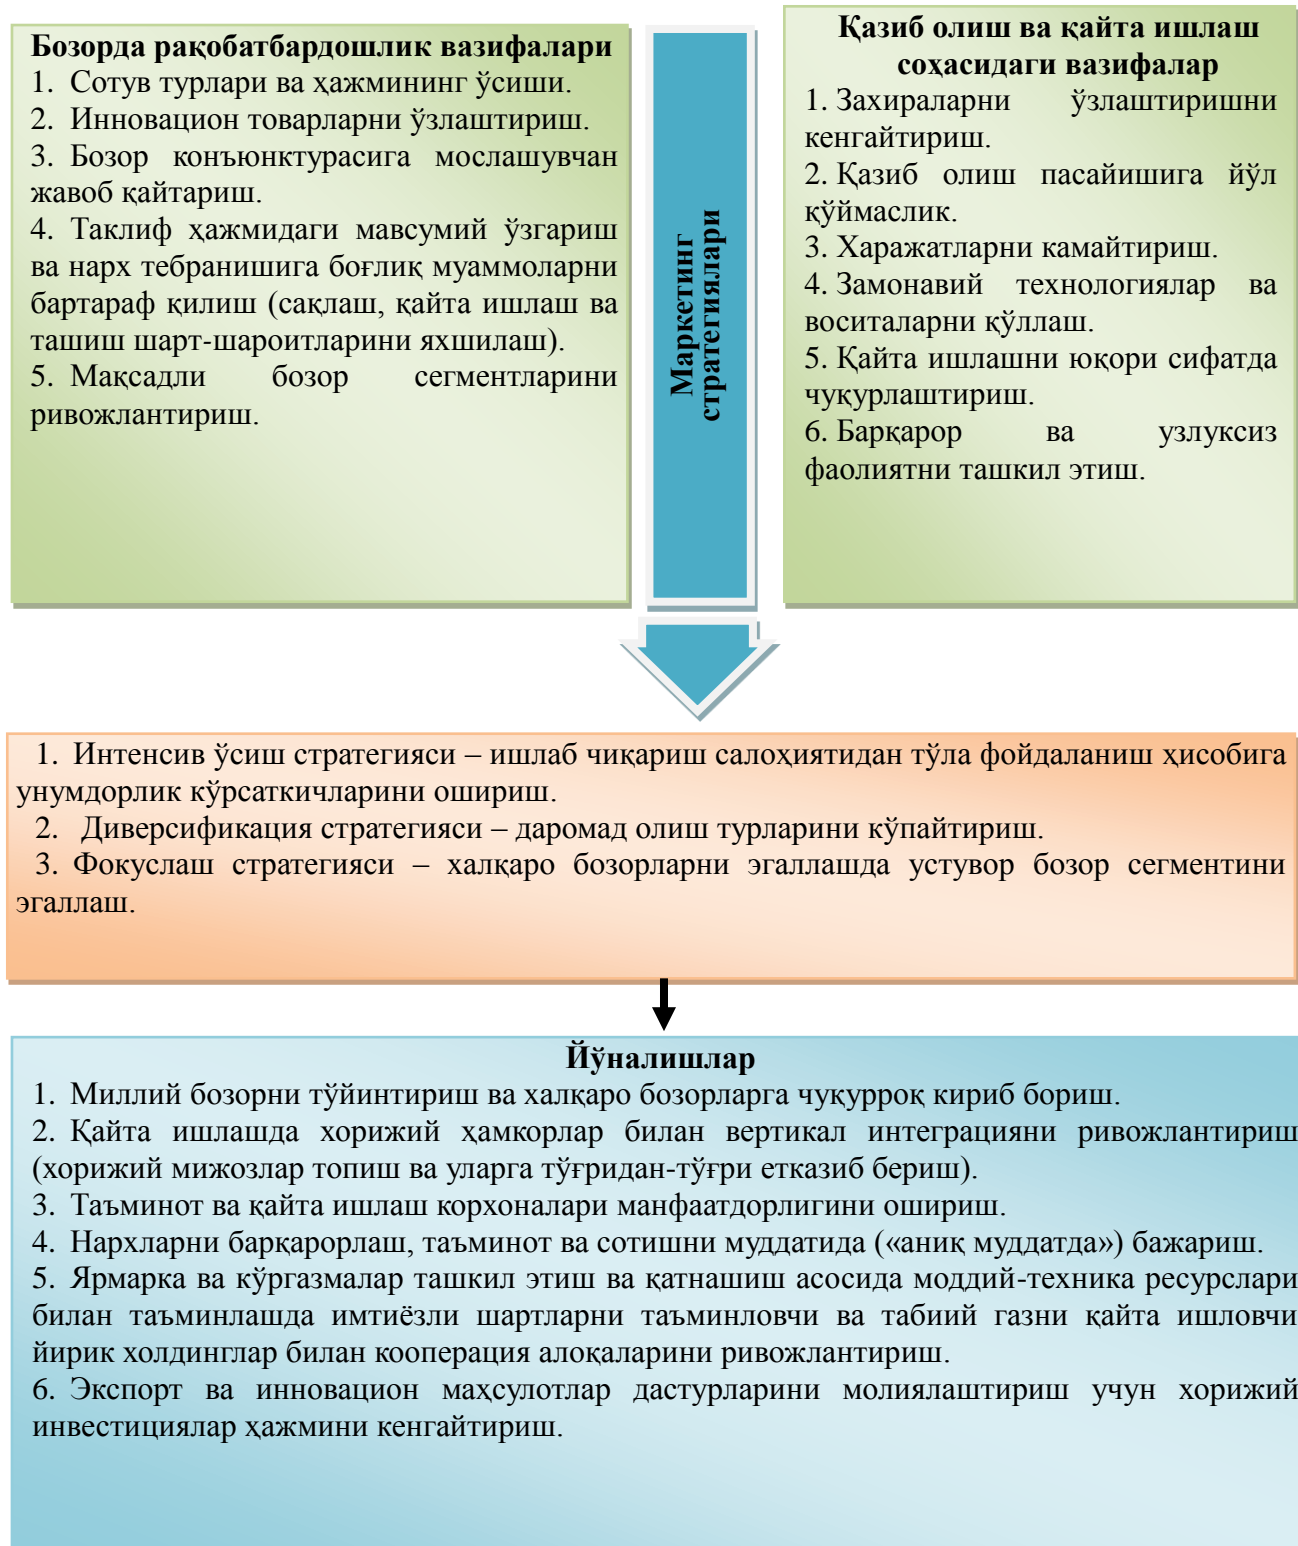 Бозорда рақобатбардошлик вазифалари
1. Сотув турлари ва ҳажмининг ўсиши.
2. Инновацион товарларни ўзлаштириш.
3. Бозор конъюнктурасига мослашувчан
жавоб қайтариш.
4. Таклиф ҳажмидаги мавсумий ўзгариш
ва нарх тебранишига боғлиқ муаммоларни
бартараф қилиш (сақлаш, қайта ишлаш ва
ташиш шарт-шароитларини яхшилаш).
5. Мақсадли бозор сегментларини
ривожлантириш.
Маркетинг
стратегиялари
Қазиб олиш ва қайта ишлаш
соҳасидаги вазифалар
1. Захираларни ўзлаштиришни
кенгайтириш.
2. Қазиб олиш пасайишига йўл
қўймаслик.
3. Харажатларни камайтириш.
4. Замонавий технологиялар ва
воситаларни қўллаш.
5. Қайта ишлашни юқори сифатда
чуқурлаштириш.
6. Барқарор ва узлуксиз
фаолиятни ташкил этиш.
1. Интенсив ўсиш стратегияси – ишлаб чиқариш салоҳиятидан тўла фойдаланиш ҳисобига
унумдорлик кўрсаткичларини ошириш.
2. Диверсификация стратегияси – даромад олиш турларини кўпайтириш.
3. Фокуслаш стратегияси – халқаро бозорларни эгаллашда устувор бозор сегментини
эгаллаш.
Йўналишлар
1. Миллий бозорни тўйинтириш ва халқаро бозорларга чуқурроқ кириб бориш.
2. Қайта ишлашда хорижий ҳамкорлар билан вертикал интеграцияни ривожлантириш
(хорижий мижозлар топиш ва уларга тўғридан-тўғри етказиб бериш).
3. Таъминот ва қайта ишлаш корхоналари манфаатдорлигини ошириш.
4. Нархларни барқарорлаш, таъминот ва сотишни муддатида («аниқ муддатда») бажариш.
5. Ярмарка ва кўргазмалар ташкил этиш ва қатнашиш асосида моддий-техника ресурслари
билан таъминлашда имтиёзли шартларни таъминловчи ва табиий газни қайта ишловчи
йирик холдинглар билан кооперация алоқаларини ривожлантириш.
6. Экспорт ва инновацион маҳсулотлар дастурларини молиялаштириш учун хорижий
инвестициялар ҳажмини кенгайтириш.